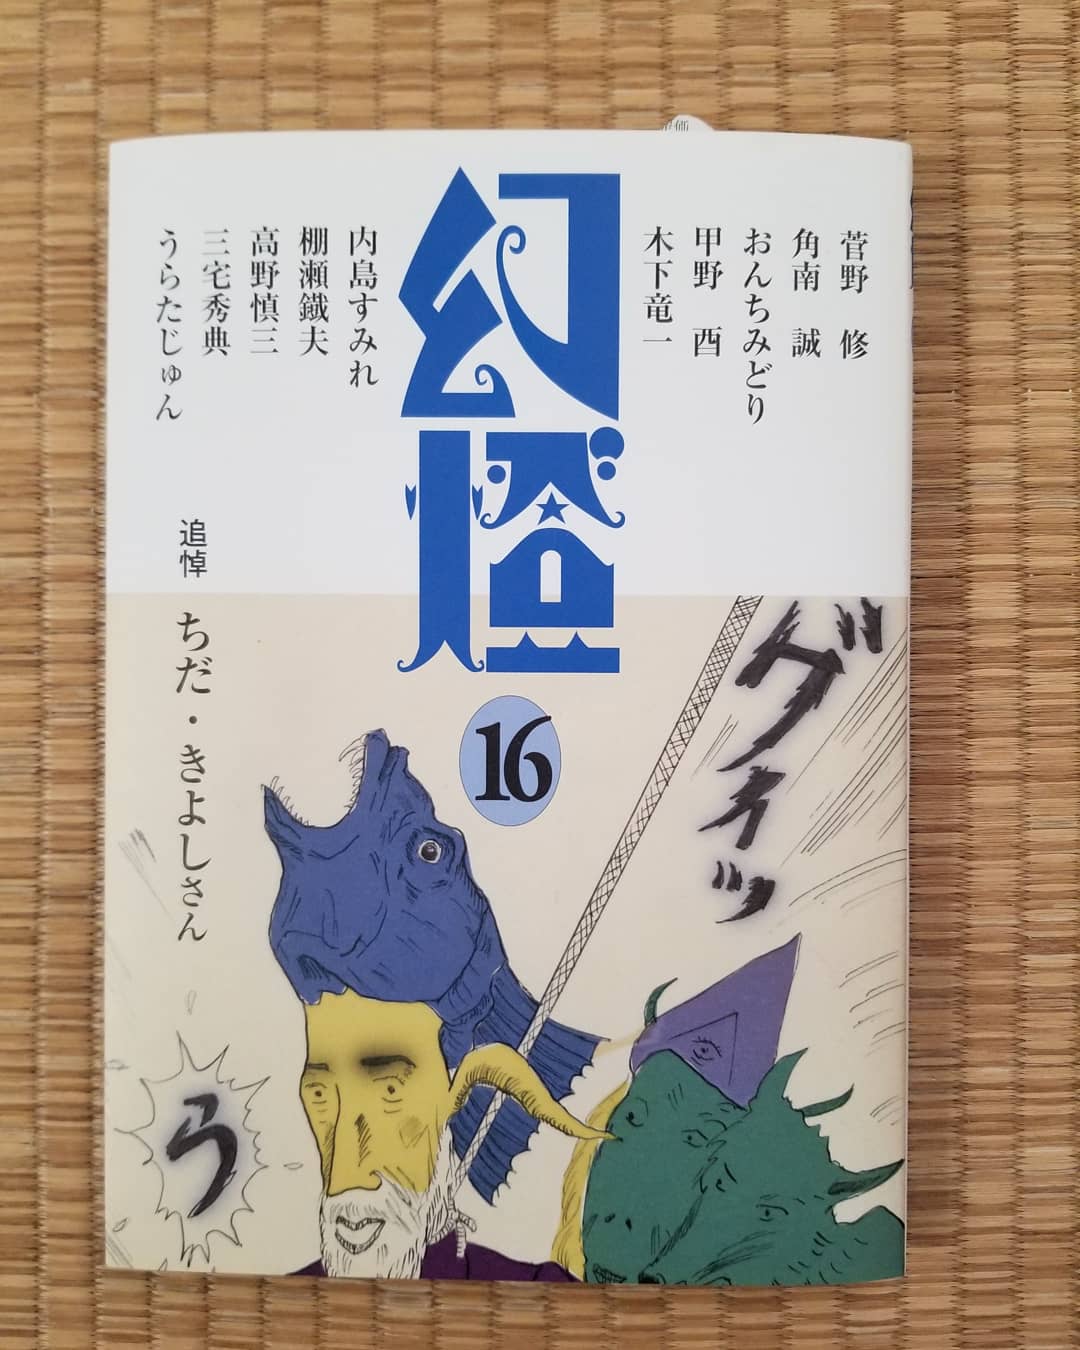 菅野 修
角南 誠
おんちみどり
甲野 酉
木下竜一
幻燈
16
内島すみれ
棚瀬鐵夫
高野慎三
三宅秀典
うらたじゅん
追悼 ちだ・きよしさん
グイッ
う